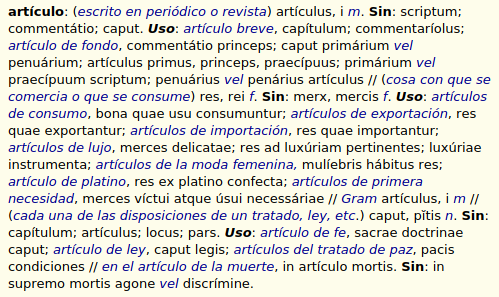 artículo: (escrito en periódico o revista) artículus, i m. Sin: scriptum;
commentátio; caput. Uso: artículo breve, capítulum; commentaríolus;
artículo de fondo, commentátio princeps; caput primárium vel
penuárium; artículus primus, princeps, praecípuus; primárium vel
praecípuum scriptum; penuárius vel penárius artículus // (cosa con que se
comercia o que se consume) res, rei f. Sin: merx, mercis f. Uso: artículos
de consumo, bona quae usu consumuntur; artículos de exportación, res
quae exportantur; artículos de importación, res quae importantur;
artículos de lujo, merces delicatae; res ad luxúriam pertinentes; luxúriae
instrumenta; artículos de la moda femenina, mulíebris hábitus res;
artículo de platino, res ex platino confecta; artículos de primera
necesidad, merces víctui atque úsui necessáriae // Gram artículus, i m //
(cada una de las disposiciones de un tratado, ley, etc.) caput, pĭtis n. Sin:
capítulum; artículus; locus; pars. Uso: artículo de fe, sacrae doctrinae
caput; artículo de ley, caput legis; artículos del tratado de paz, pacis
condiciones // en el artículo de la muerte, in artículo mortis. Sin: in
supremo mortis agone vel discrímine.